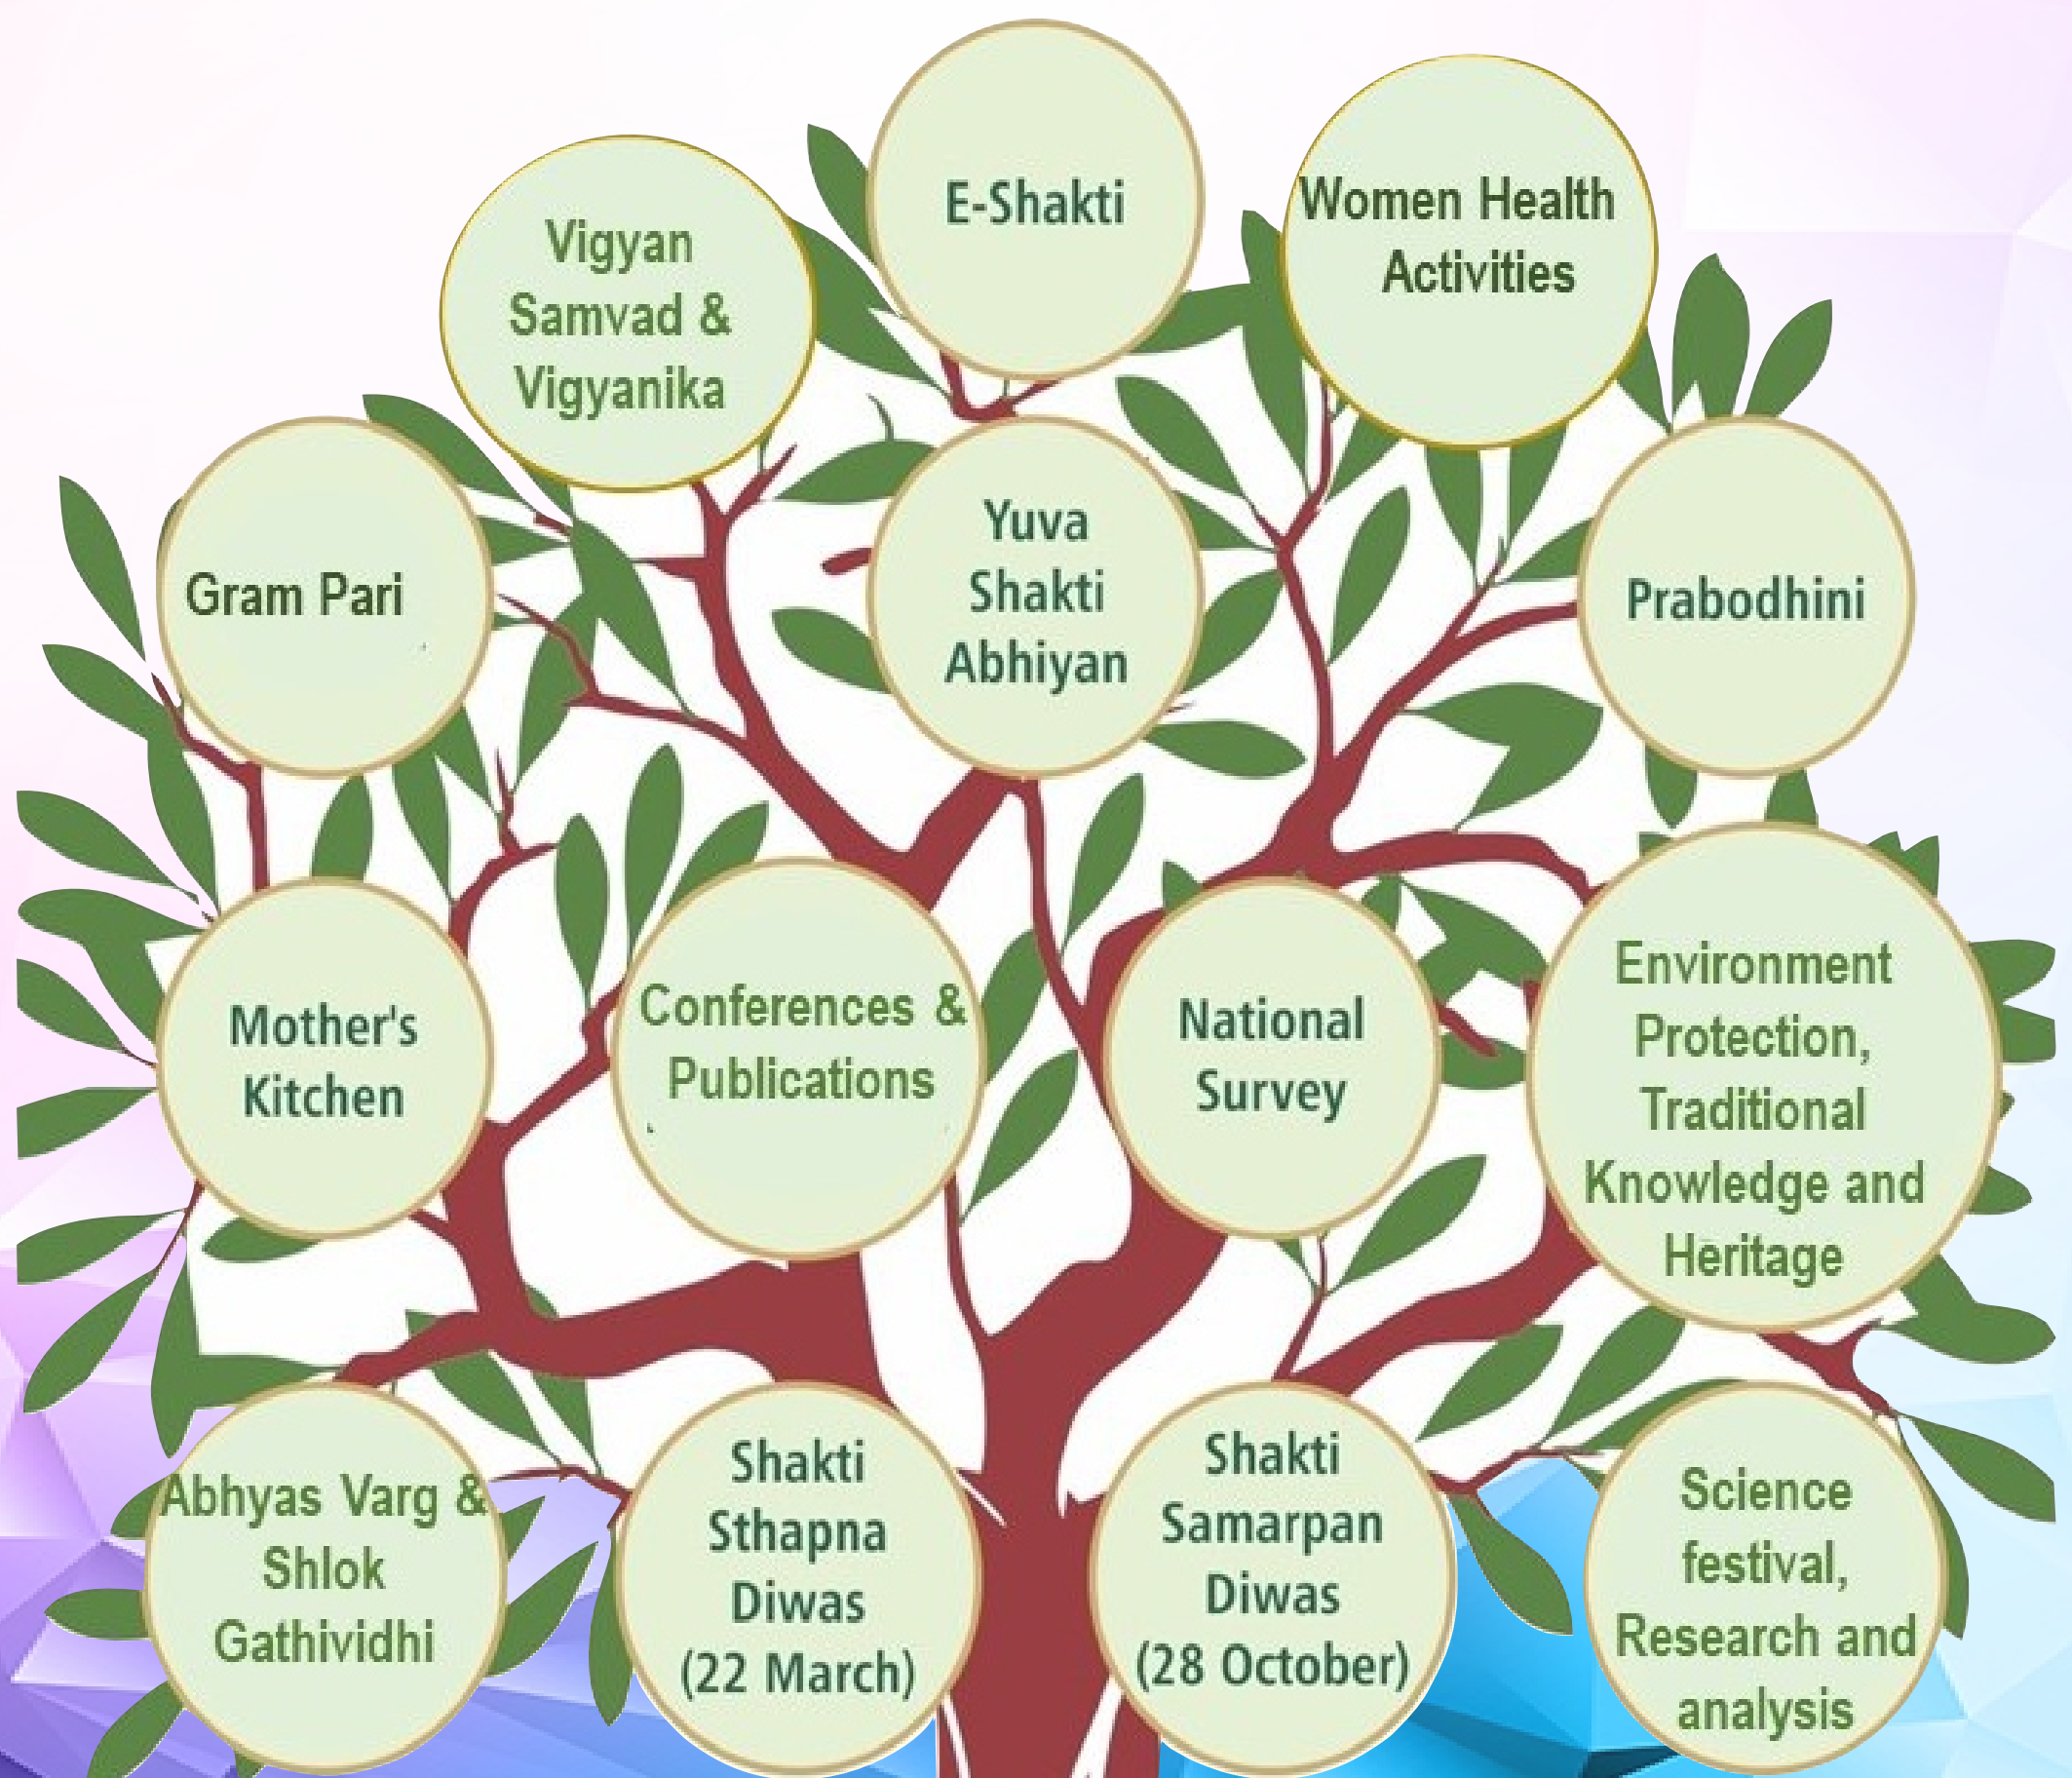 E-Shakti
Women Health
Activities
Vigyan
Samvad &
Vigyanika
Gram Pari
Yuva
Shakti
Abhiyan
Prabodhini
Mother's
Kitchen
Conferences &
Publications
National
Survey
Environment
Protection,
Traditional
Knowledge and
Heritage
Abhyas Varg &
Shlok
Gathividhi
Shakti
Sthapna
Diwas
(22 March)
Shakti
Samarpan
Diwas
(28 October)
Science
festival,
Research and
analysis